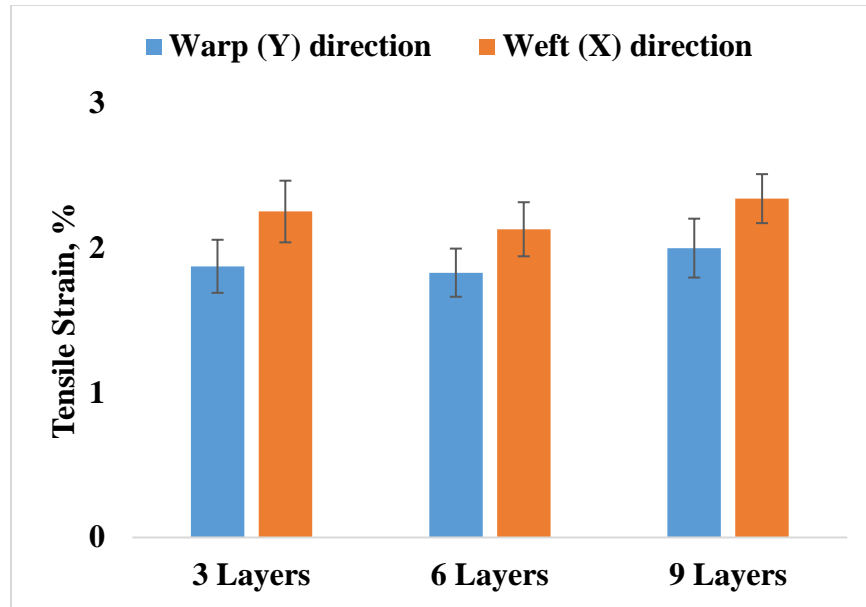 Warp (Y) direction Weft (X) direction
3
2
1
0
Tensile Strain, %
3 Layers 6 Layers 9 Layers